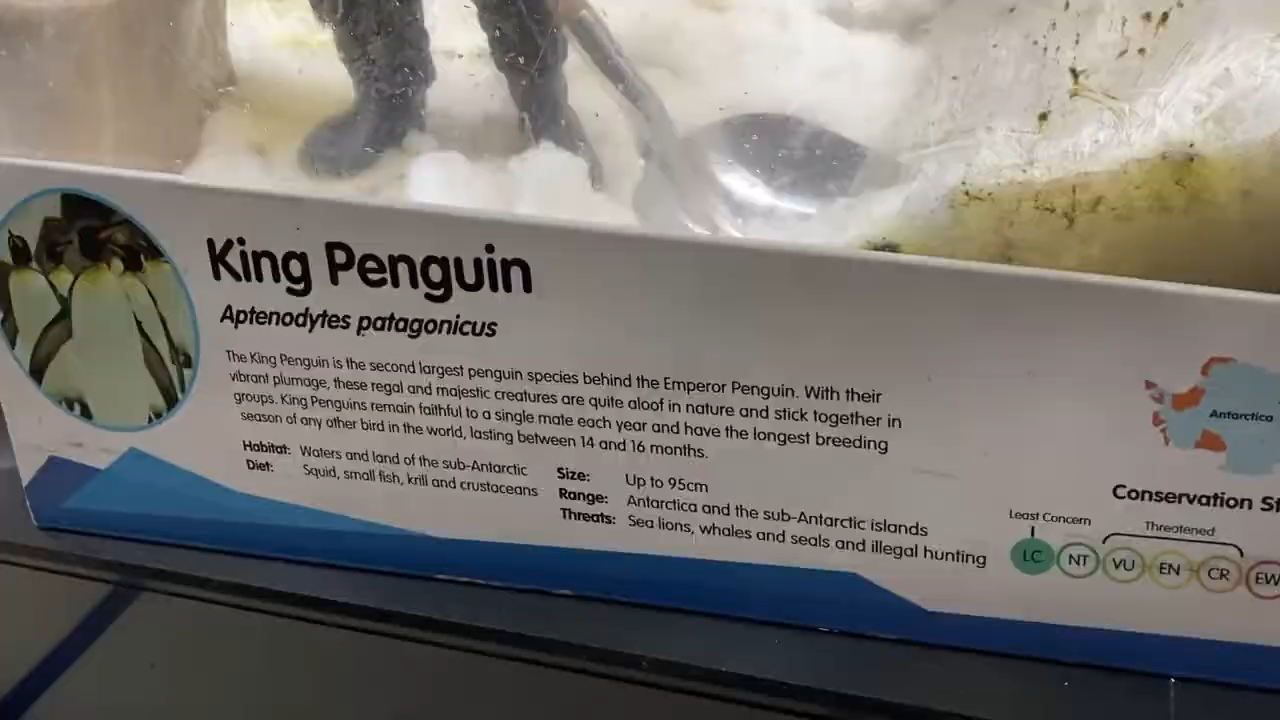 King Penguin
Aptenodytes patagonicus
The King Penguin is the second largest penguin species behind the Emperor Penguin. With their
vibrant plumage, these regal and majestic creatures are quite aloof in nature and stick together in
groups. King Penguins remain faithful to a single mate each year and have the longest breeding
season of any other bird in the world, lasting between 14 and 16 months.
Habitat: Waters and land of the sub-Antarctic
Diet: Squid, small fish, krill and crustaceans
Size: Up to 95cm
Range: Antarctica and the sub-Antarctic islands
Threats: Sea lions, whales and seals and illegal hunting
Antarctica
Conservation
Least Concern
Threatened
LC NT VU EN CR EW